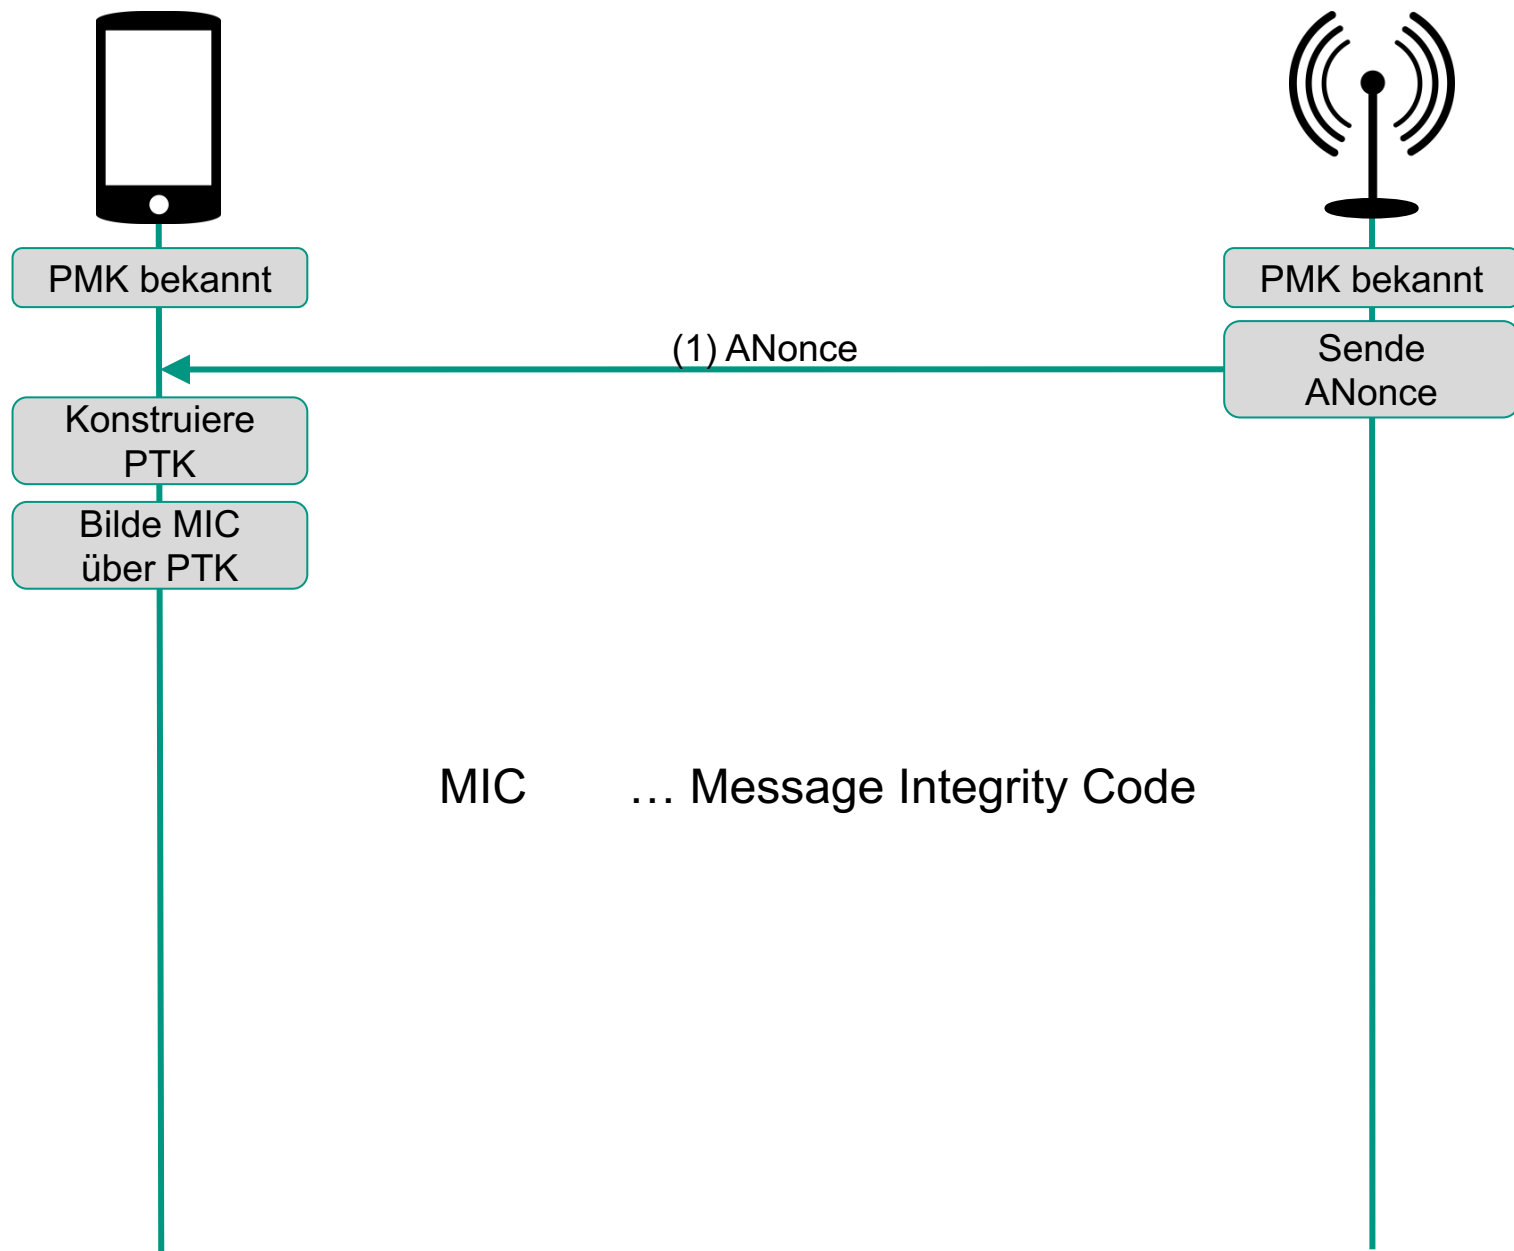 PMK bekannt
PMK bekannt
(1) ANonce
Sende
ANonce
Konstruiere
PTK
Bilde MIC
über PTK
MIC … Message Integrity Code